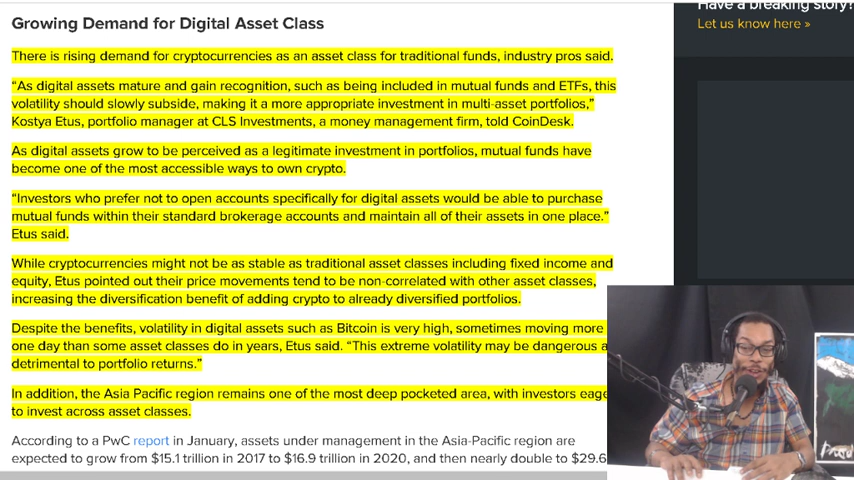 Growing Demand for Digital Asset Class
There is rising demand for cryptocurrencies as an asset class for traditional funds, industry pros said.
“As digital assets mature and gain recognition, such as being included in mutual funds and ETFs, this
volatility should slowly subside, making it a more appropriate investment in multi-asset portfolios,”
Kostya Etus, portfolio manager at CLS Investments, a money management firm, told CoinDesk.
As digital assets grow to be perceived as a legitimate investment in portfolios, mutual funds have
become one of the most accessible ways to own crypto.
“Investors who prefer not to open accounts specifically for digital assets would be able to purchase
mutual funds within their standard brokerage accounts and maintain all of their assets in one place.”
Etus said.
While cryptocurrencies might not be as stable as traditional asset classes including fixed income and
equity, Etus pointed out their price movements tend to be non-correlated with other asset classes,
increasing the diversification benefit of adding crypto to already diversified portfolios.
Despite the benefits, volatility in digital assets such as Bitcoin is very high, sometimes moving more
one day than some asset classes do in years, Etus said. “This extreme volatility may be dangerous a
detrimental to portfolio returns.”
In addition, the Asia Pacific region remains one of the most deep pocketed area, with investors eage
to invest across asset classes.
According to a PwC report in January, assets under management in the Asia-Pacific region are
expected to grow from $15.1 trillion in 2017 to $16.9 trillion in 2020, and then nearly double to $29.6
Have a breaking story?
Let us know here »